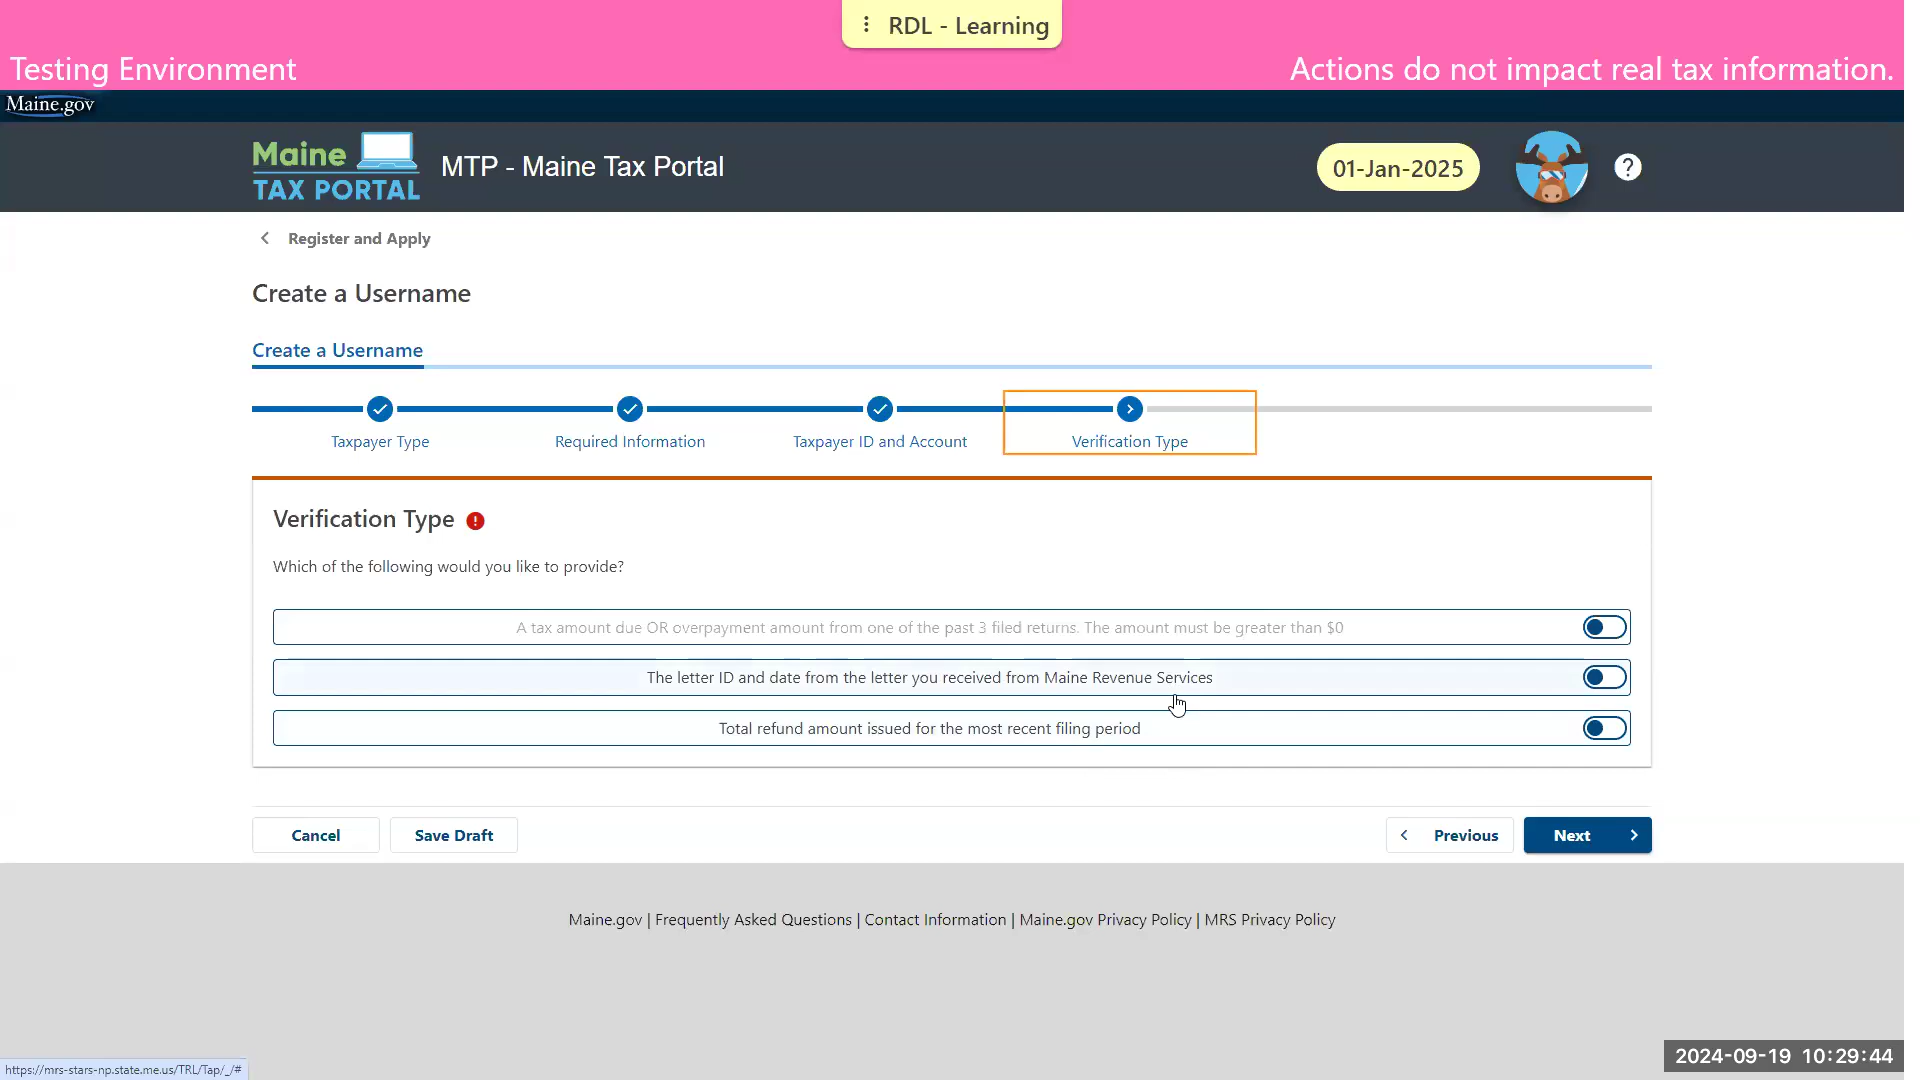 RDL - Learning
Testing Environment
Actions do not impact real tax information.
Maine.gov
Maine
TAX PORTAL
MTP - Maine Tax Portal
01-Jan-2025
?
Register and Apply
Create a Username
Create a Username
Taxpayer Type
Required Information
Taxpayer ID and Account
Verification Type
Verification Type !
Which of the following would you like to provide?
A tax amount due OR overpayment amount from one of the past 3 filed returns. The amount must be greater than $0
The letter ID and date from the letter you received from Maine Revenue Services
Total refund amount issued for the most recent filing period
Cancel
Save Draft
Previous
Next
Maine.gov | Frequently Asked Questions | Contact Information | Maine.gov Privacy Policy | MRS Privacy Policy
https://mrs-stars-np.state.me.us/TRL/Tap/_/#
2024-09-19 10:29:44